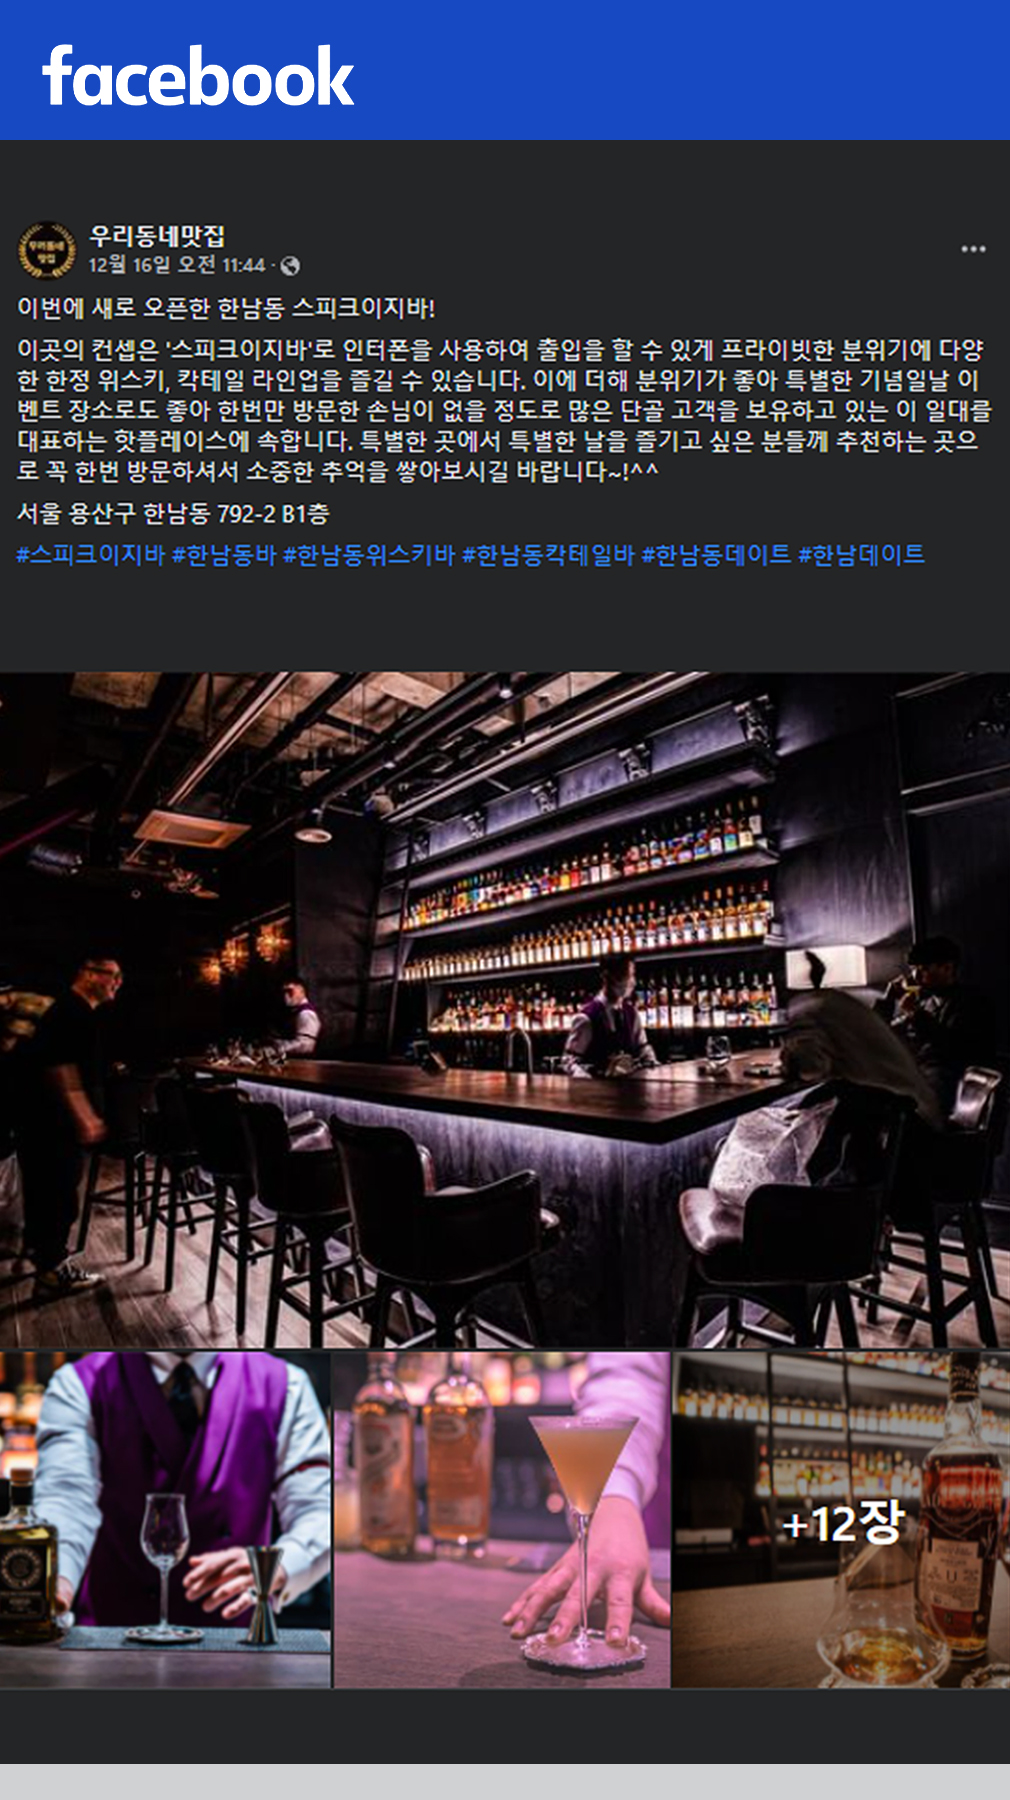 facebook
우리동네맛집
우리동네
맛집
12월 16일 오전 11:44 ·
이번에 새로 오픈한 한남동 스피크이지바!
이곳의 컨셉은 '스피크이지바'로 인터폰을 사용하여 출입을 할 수 있게 프라이빗한 분위기에 다양
한 한정 위스키, 칵테일 라인업을 즐길 수 있습니다. 이에 더해 분위기가 좋아 특별한 기념일날 이
벤트 장소로도 좋아 한번만 방문한 손님이 없을 정도로 많은 단골 고객을 보유하고 있는 이 일대를
대표하는 핫플레이스에 속합니다. 특별한 곳에서 특별한 날을 즐기고 싶은 분들께 추천하는 곳으
로 꼭 한번 방문하셔서 소중한 추억을 쌓아보시길 바랍니다~!^^
서울 용산구 한남동 792-2 B1층
#스피크이지바 #한남동바 #한남동위스키바 #한남동칵테일바 #한남동데이트 #한남데이트
+12장